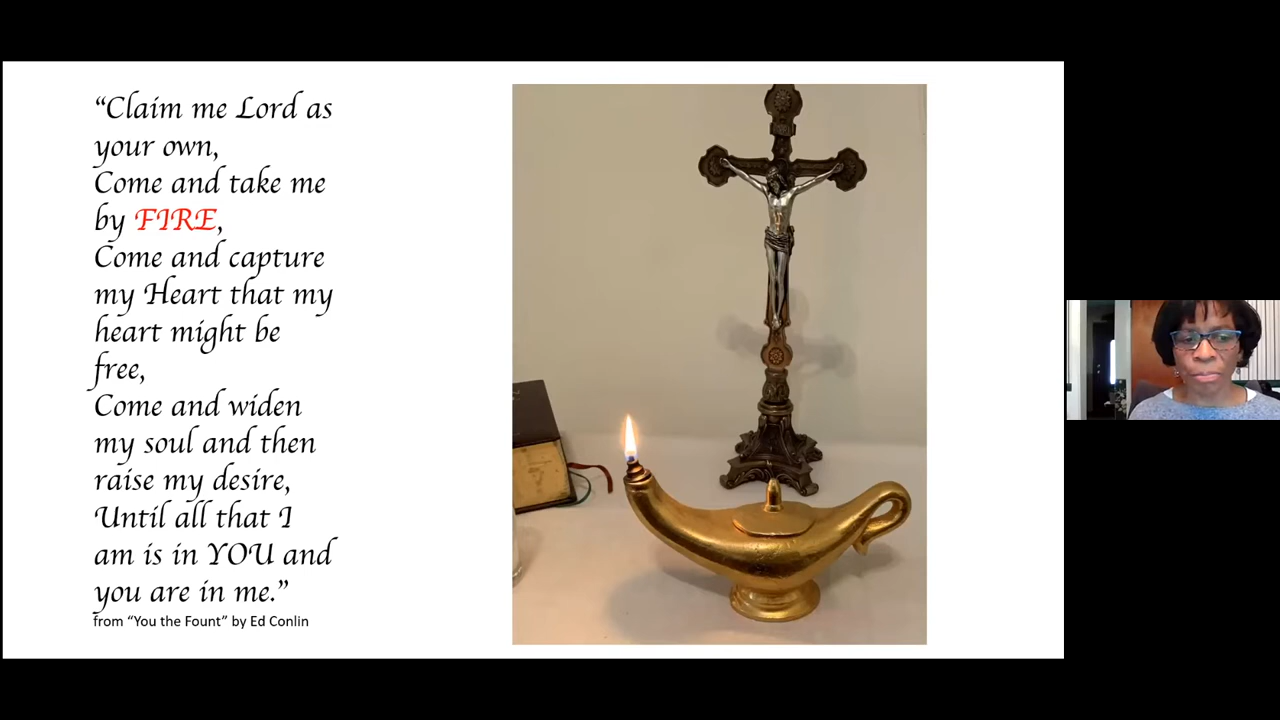 “Claim me Lord as
your own,
Come and take me
by FIRE,
Come and capture
my Heart that my
heart might be
free,
Come and widen
my soul and then
raise my desire,
Until all that I
am is in YOU and
you are in me.”
from “You the Fount” by Ed Conlin